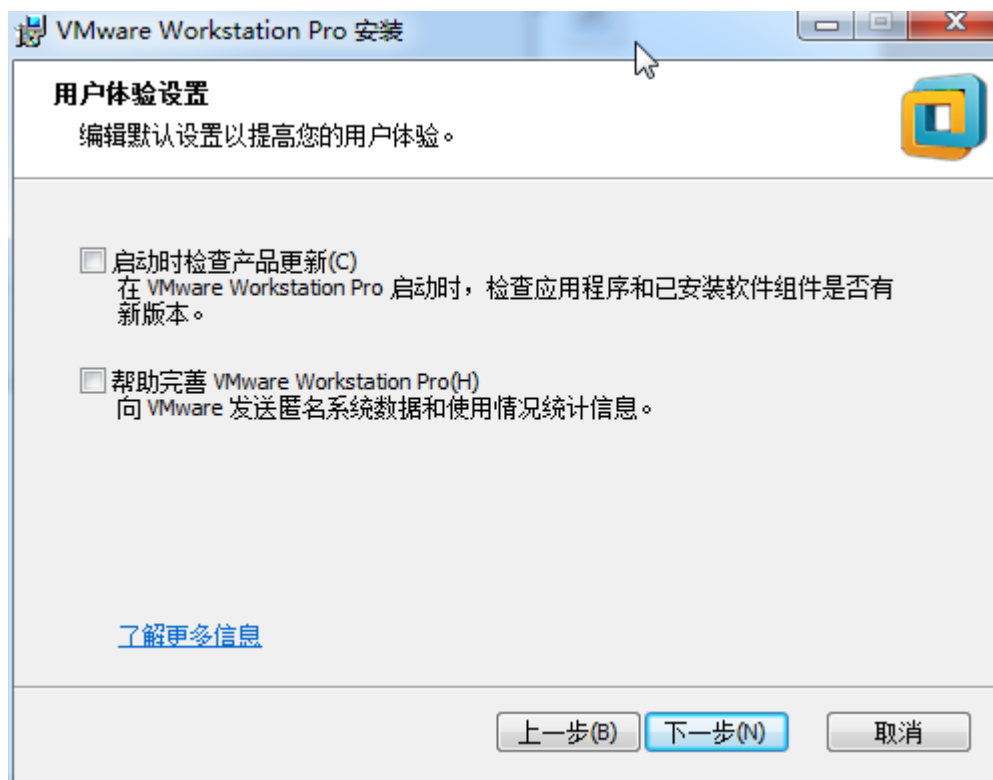 VMware Workstation Pro 安装
用户体验设置
编辑默认设置以提高您的用户体验。
启动时检查产品更新(C)
在 VMware Workstation Pro 启动时，检查应用程序和已安装软件组件是否有
新版本。
帮助完善 VMware Workstation Pro(H)
向 VMware 发送匿名系统数据和使用情况统计信息。
了解更多信息
上一步(B) 下一步(N) 取消